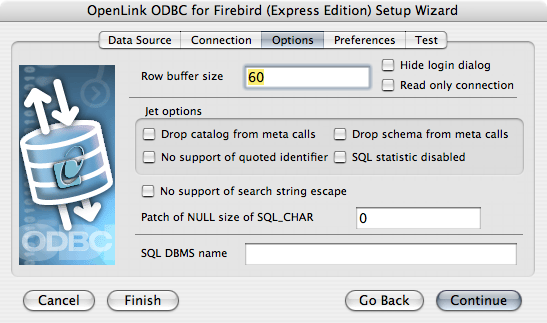 OpenLink ODBC for Firebird (Express Edition) Setup Wizard
Data Source Connection Options Preferences Test
Row buffer size 60
Hide login dialog
Read only connection
Jet options
Drop catalog from meta calls Drop schema from meta calls
No support of quoted identifier SQL statistic disabled
No support of search string escape
Patch of NULL size of SQL_CHAR 0
SQL DBMS name
ODBC
Cancel Finish Go Back Continue